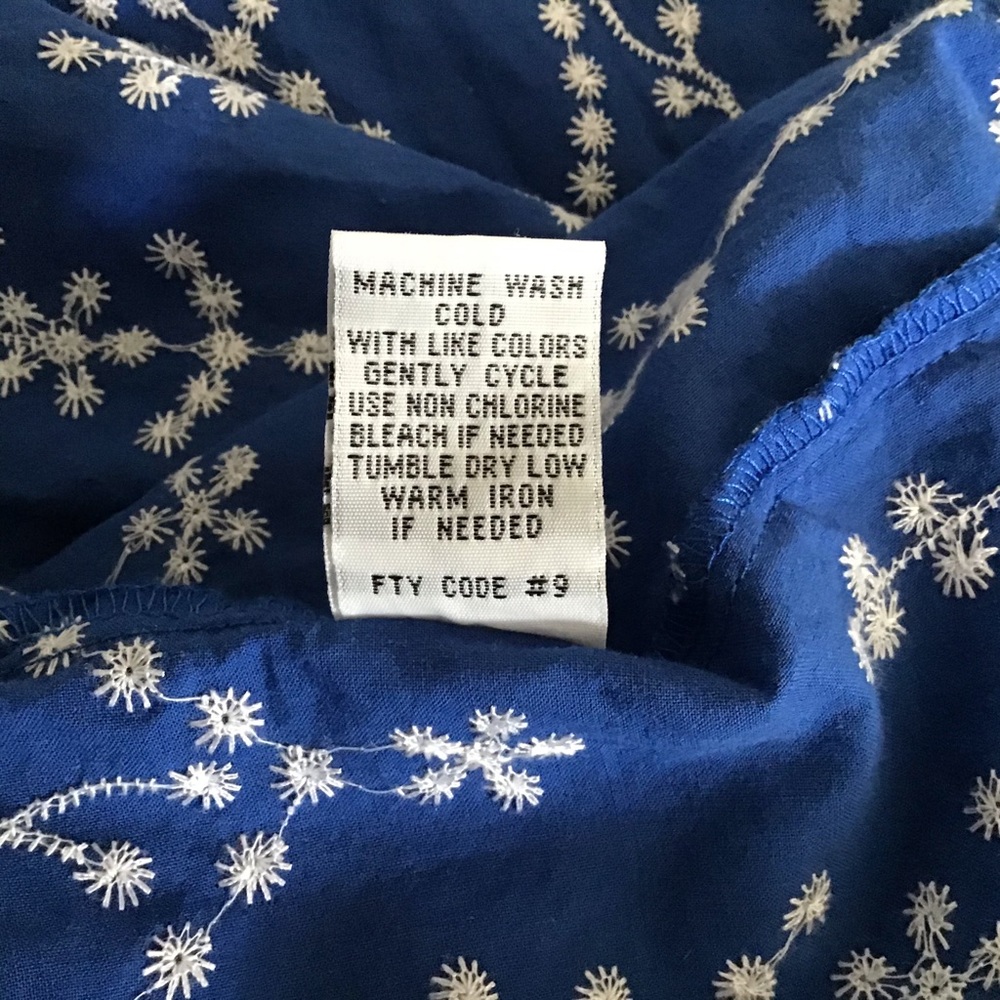 MACHINE WASH
COLD
WITH LIKE COLORS
GENTLY CYCLE
USE NON CHLORINE
BLEACH IF NEEDED
TUMBLE DRY LOW
WARM IRON
IF NEEDED
FTY CODE #9